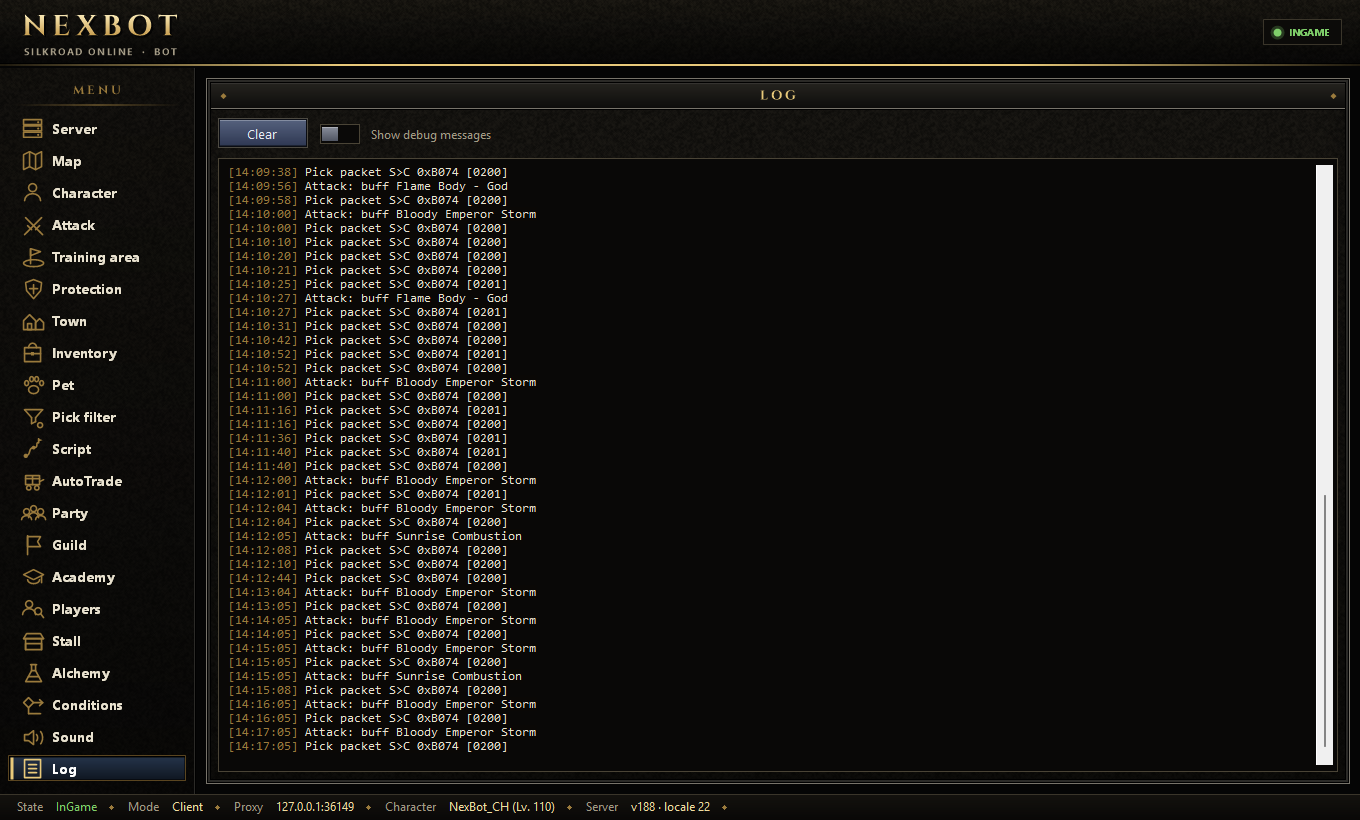 NEXBOT
SILKROAD ONLINE · BOT
INGAME
MENU
Server
Map
Character
Attack
Training area
Protection
Town
Inventory
Pet
Pick filter
Script
AutoTrade
Party
Guild
Academy
Players
Stall
Alchemy
Conditions
Sound
Log
LOG
Clear
Show debug messages
[14:09:38] Pick packet S>C 0xB074 [0200]
[14:09:56] Attack: buff Flame Body - God
[14:09:58] Pick packet S>C 0xB074 [0200]
[14:10:00] Attack: buff Bloody Emperor Storm
[14:10:00] Pick packet S>C 0xB074 [0200]
[14:10:10] Pick packet S>C 0xB074 [0200]
[14:10:20] Pick packet S>C 0xB074 [0200]
[14:10:21] Pick packet S>C 0xB074 [0200]
[14:10:25] Pick packet S>C 0xB074 [0201]
[14:10:27] Attack: buff Flame Body - God
[14:10:27] Pick packet S>C 0xB074 [0201]
[14:10:31] Pick packet S>C 0xB074 [0200]
[14:10:42] Pick packet S>C 0xB074 [0200]
[14:10:52] Pick packet S>C 0xB074 [0201]
[14:10:52] Pick packet S>C 0xB074 [0200]
[14:11:00] Attack: buff Bloody Emperor Storm
[14:11:00] Pick packet S>C 0xB074 [0200]
[14:11:16] Pick packet S>C 0xB074 [0201]
[14:11:16] Pick packet S>C 0xB074 [0200]
[14:11:36] Pick packet S>C 0xB074 [0201]
[14:11:40] Pick packet S>C 0xB074 [0201]
[14:11:40] Pick packet S>C 0xB074 [0200]
[14:12:00] Attack: buff Bloody Emperor Storm
[14:12:01] Pick packet S>C 0xB074 [0201]
[14:12:04] Attack: buff Bloody Emperor Storm
[14:12:04] Pick packet S>C 0xB074 [0200]
[14:12:05] Attack: buff Sunrise Combustion
[14:12:08] Pick packet S>C 0xB074 [0200]
[14:12:10] Pick packet S>C 0xB074 [0200]
[14:12:44] Pick packet S>C 0xB074 [0200]
[14:13:04] Attack: buff Bloody Emperor Storm
[14:13:05] Pick packet S>C 0xB074 [0200]
[14:14:05] Attack: buff Bloody Emperor Storm
[14:14:05] Pick packet S>C 0xB074 [0200]
[14:15:05] Attack: buff Bloody Emperor Storm
[14:15:05] Pick packet S>C 0xB074 [0200]
[14:15:05] Attack: buff Sunrise Combustion
[14:15:08] Pick packet S>C 0xB074 [0200]
[14:16:05] Attack: buff Bloody Emperor Storm
[14:16:05] Pick packet S>C 0xB074 [0200]
[14:17:05] Attack: buff Bloody Emperor Storm
[14:17:05] Pick packet S>C 0xB074 [0200]
State InGame Mode Client Proxy 127.0.0.1:36149 Character NexBot_CH (Lv. 110) Server v188 · locale 22